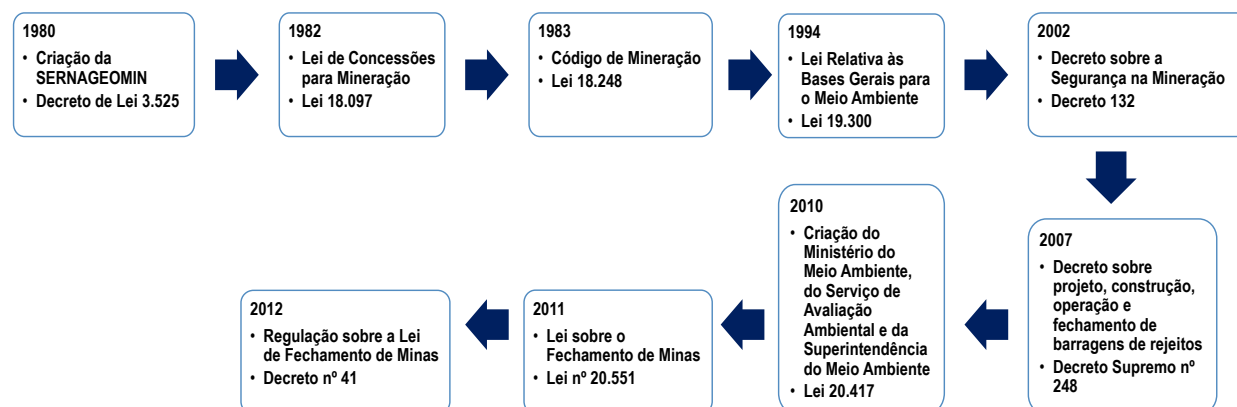 1980
• Criação da
SERNAGEOMIN
• Decreto de Lei 3.525
1982
• Lei de Concessões
para Mineração
• Lei 18.097
1983
• Código de Mineração
• Lei 18.248
1994
• Lei Relativa às
Bases Gerais para
o Meio Ambiente
• Lei 19.300
2002
• Decreto sobre a
Segurança na Mineração
• Decreto 132
2007
• Decreto sobre
projeto, construção,
operação e
fechamento de
barragens de rejeitos
• Decreto Supremo nº
248
2010
• Criação do
Ministério do
Meio Ambiente,
do Serviço de
Avaliação
Ambiental e da
Superintendência
do Meio Ambiente
• Lei 20.417
2011
• Lei sobre o
Fechamento de Minas
• Lei nº 20.551
2012
• Regulação sobre a Lei
de Fechamento de Minas
• Decreto nº 41